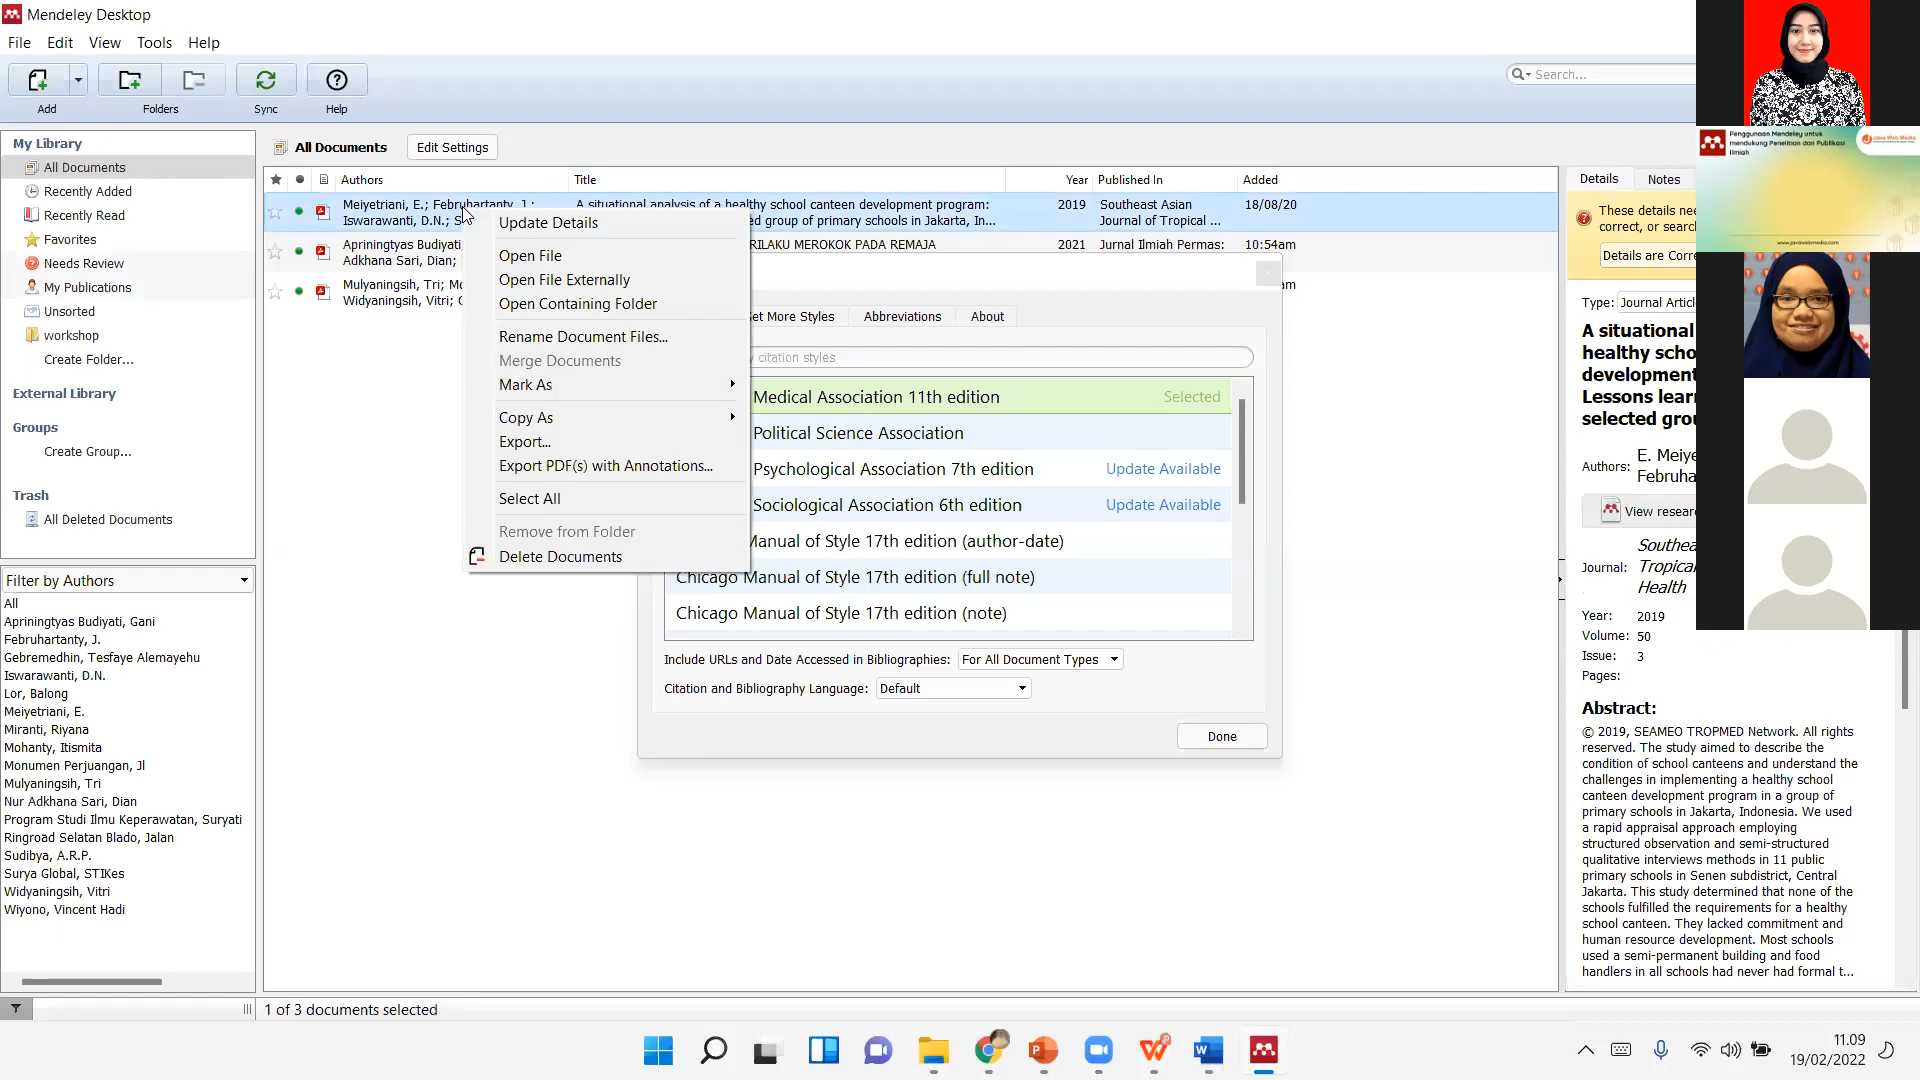 Mendeley Desktop
File Edit View Tools Help
Add Folders Sync Help
Search...
My Library
All Documents
Recently Added
Recently Read
Favorites
Needs Review
My Publications
Unsorted
workshop
Create Folder...
External Library
Groups
Create Group...
Trash
All Deleted Documents
Filter by Authors
All
Apriningtyas Budiyati, Gani
Februhartanty, J.
Gebremedhin, Tesfaye Alemayehu
Iswarawanti, D.N.
Lor, Balong
Meiyetriani, E.
Miranti, Riyana
Mohanty, Itismita
Monumen Perjuangan, Jl
Mulyaningsih, Tri
Nur Adkhana Sari, Dian
Program Studi Ilmu Keperawatan, Suryati
Ringroad Selatan Blado, Jalan
Sudibya, A.R.P.
Surya Global, STIKes
Widyaningsih, Vitri
Wiyono, Vincent Hadi
All Documents Edit Settings
Authors Title Year Published In Added
Meiyetriani, E.; Februhartanty, J.; A situational analysis of a healthy school canteen development program: 2019 Southeast Asian 18/08/20
Iswarawanti, D.N.; S ed group of primary schools in Jakarta, In... Journal of Tropical ...
Apriningtyas Budiyati RILAKU MEROKOK PADA REMAJA 2021 Jurnal Ilmiah Permas: 10:54am
Adkhana Sari, Dian;
Mulyaningsih, Tri; Mo am
Widyaningsih, Vitri;
Update Details
Open File
Open File Externally
Open Containing Folder
Rename Document Files...
Merge Documents
Mark As
Copy As
Export...
Export PDF(s) with Annotations...
Select All
Remove from Folder
Delete Documents
et More Styles Abbreviations About
citation styles
Medical Association 11th edition Selected
Political Science Association
Psychological Association 7th edition Update Available
Sociological Association 6th edition Update Available
Manual of Style 17th edition (author-date)
Chicago Manual of Style 17th edition (full note)
Chicago Manual of Style 17th edition (note)
Include URLs and Date Accessed in Bibliographies: For All Document Types
Citation and Bibliography Language: Default
Done
Details Notes
These details nee
correct, or search
Details are Corre
Type: Journal Article
A situational
healthy scho
development
Lessons lear
selected grou
Authors: E. Meiye
Februha
View resear
Journal: Southea
Tropical
Health
Year: 2019
Volume: 50
Issue: 3
Pages:
Abstract:
© 2019, SEAMEO TROPMED Network. All rights
reserved. The study aimed to describe the
condition of school canteens and understand the
challenges in implementing a healthy school
canteen development program in a group of
primary schools in Jakarta, Indonesia. We used
a rapid appraisal approach employing
structured observation and semi-structured
qualitative interviews methods in 11 public
primary schools in Senen subdistrict, Central
Jakarta. This study determined that none of the
schools fulfilled the requirements for a healthy
school canteen. They lacked commitment and
human resource development. Most schools
used a semi-permanent building and food
handlers in all schools had never had formal t...
Penggunaan Mendeley untuk
mendukung Penelitian dan Publikasi
Ilmiah
Java Web Media
www.javawebmedia.com
1 of 3 documents selected
11.09
19/02/2022